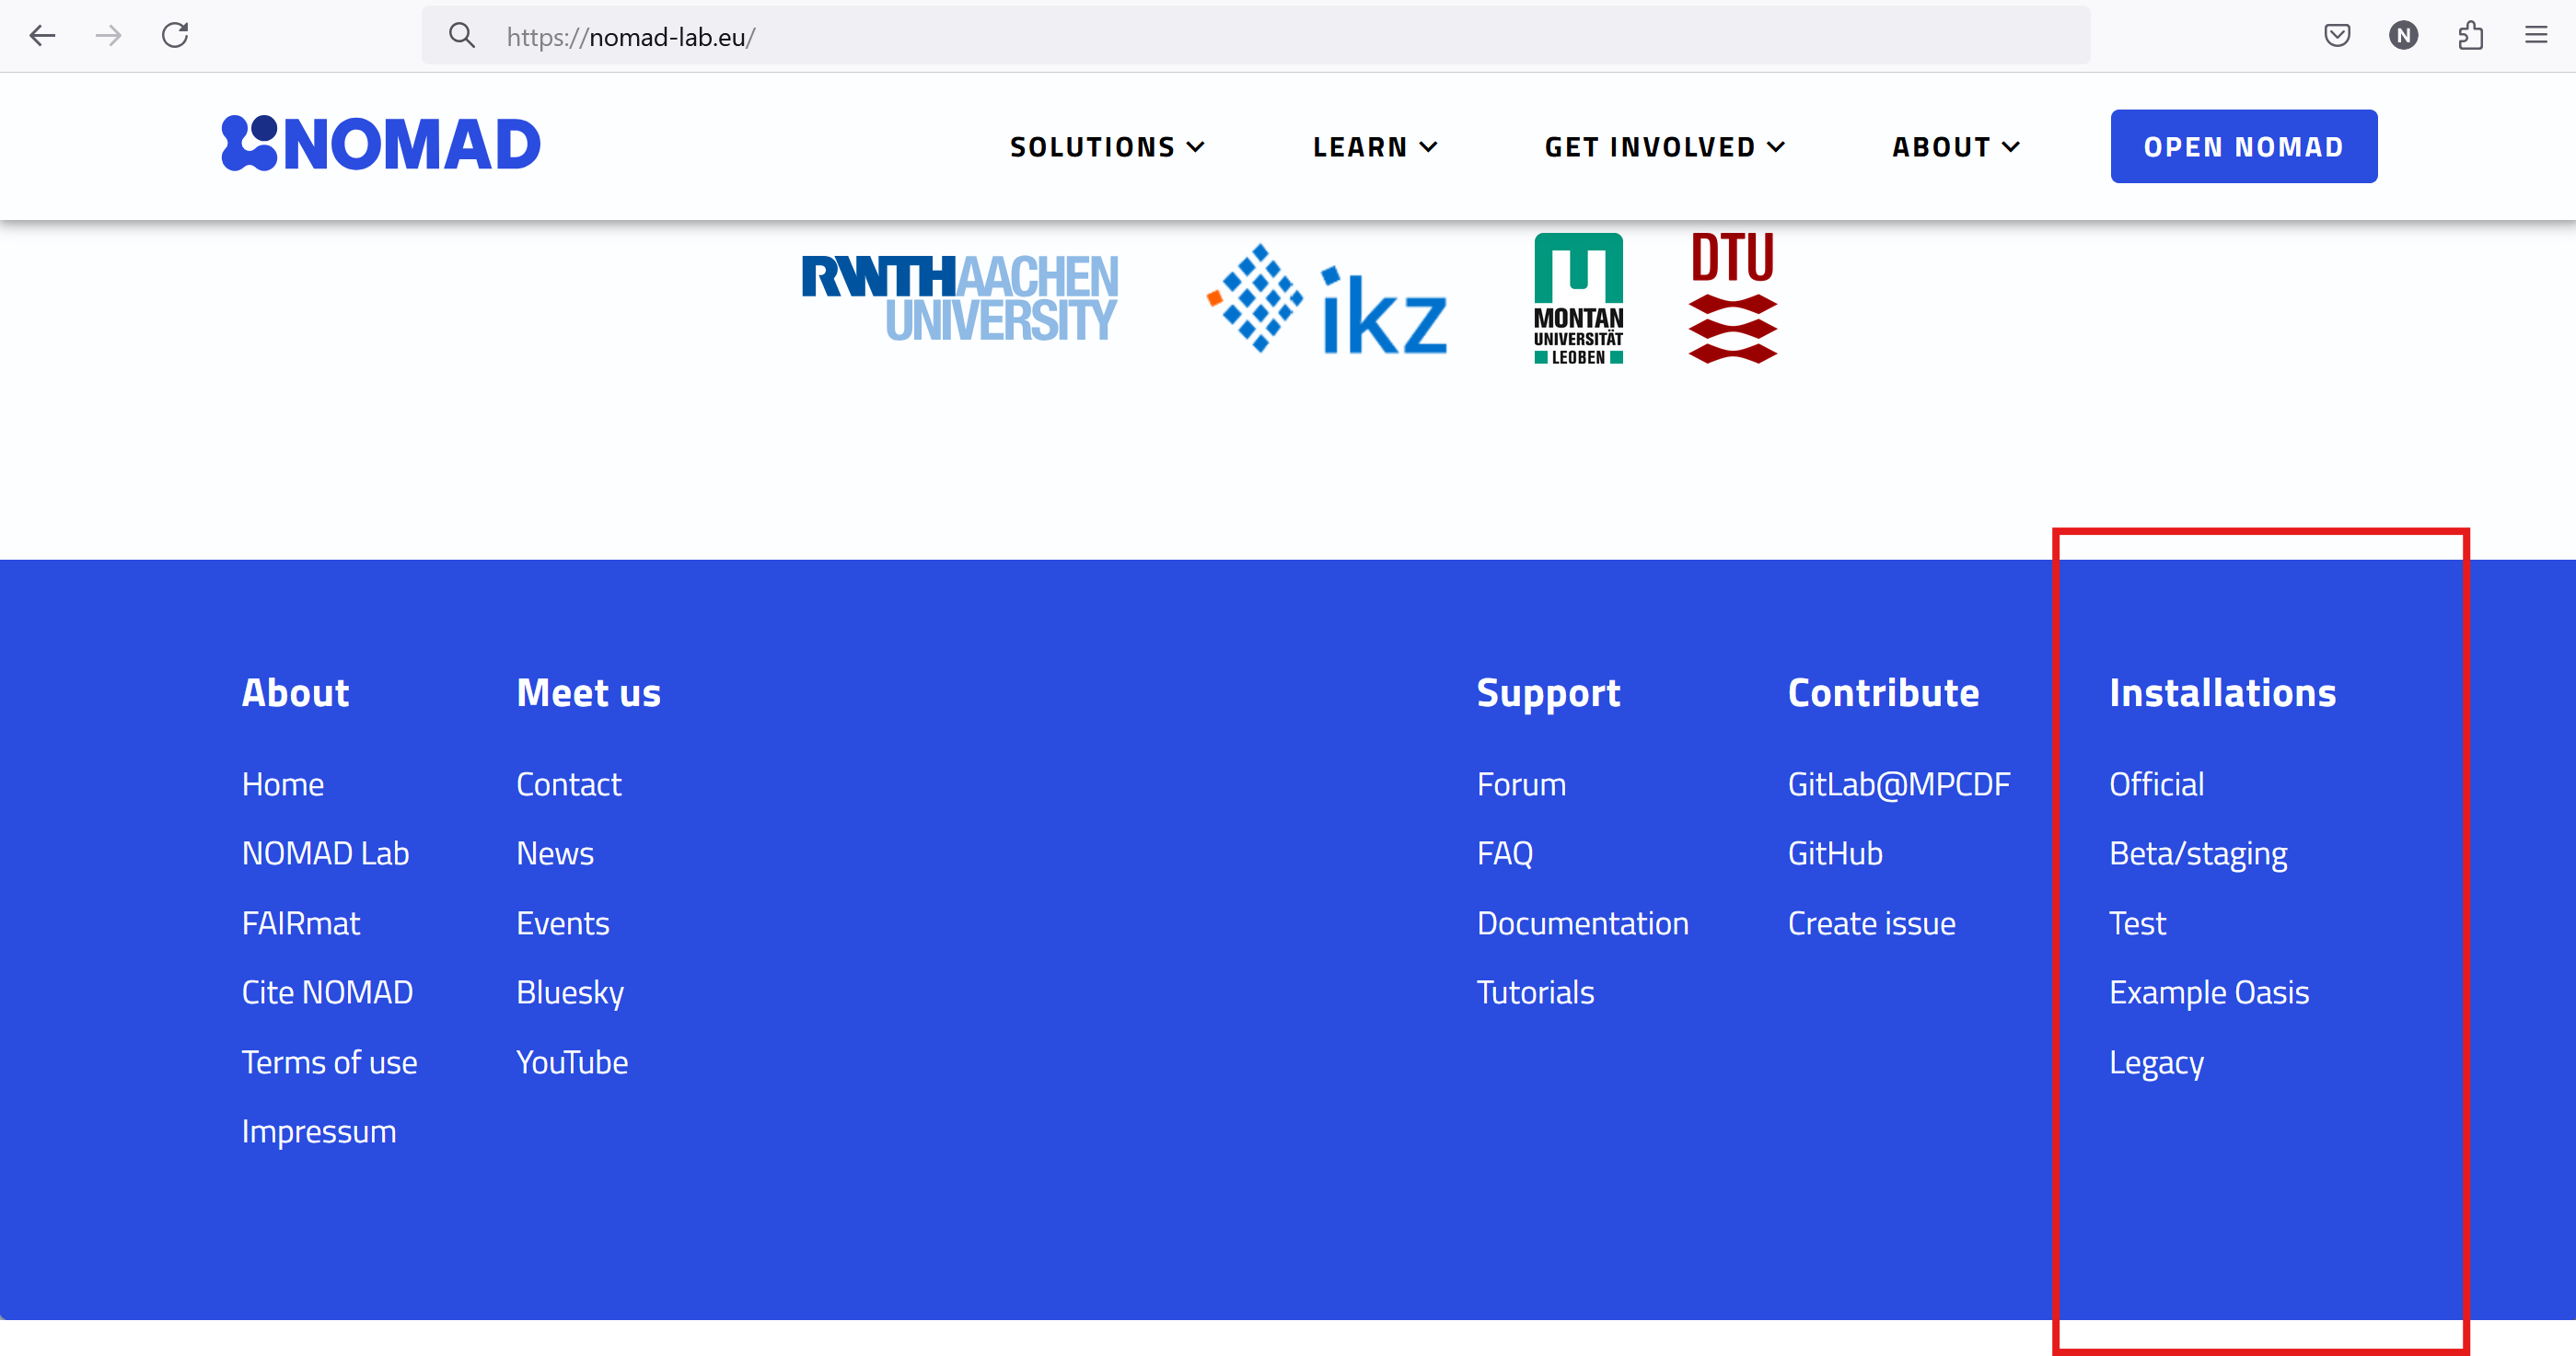 https://nomad-lab.eu/
N
NOMAD
SOLUTIONS
LEARN
GET INVOLVED
ABOUT
OPEN NOMAD
RWTHAACHEN
UNIVERSITY
ikz
MONTAN
UNIVERSITÄT
LEOBEN
DTU
About
Home
NOMAD Lab
FAIRmat
Cite NOMAD
Terms of use
Impressum
Meet us
Contact
News
Events
Bluesky
YouTube
Support
Forum
FAQ
Documentation
Tutorials
Contribute
GitLab@MPCDF
GitHub
Create issue
Installations
Official
Beta/staging
Test
Example Oasis
Legacy